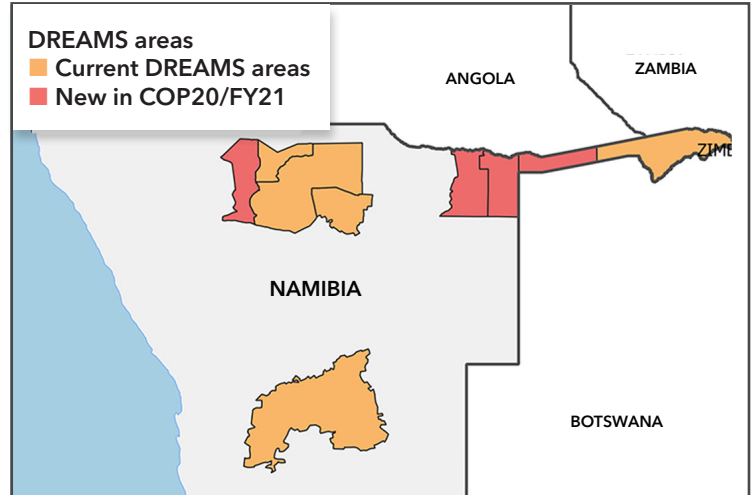 DREAMS areas
Current DREAMS areas
New in COP20/FY21
ANGOLA
ZAMBIA
NAMIBIA
BOTSWANA